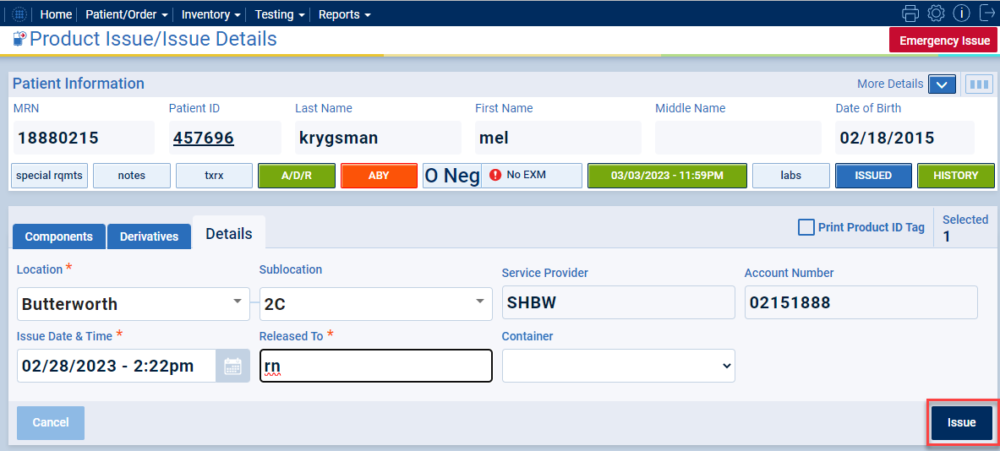 Home Patient/Order Inventory Testing Reports
Product Issue/Issue Details Emergency Issue
Patient Information More Details
MRN Patient ID Last Name First Name Middle Name Date of Birth
18880215 457696 krygsman mel 02/18/2015
special rqmts notes txrx A/D/R ABY O Neg No EXM 03/03/2023 - 11:59PM labs ISSUED HISTORY
Components Derivatives Details Print Product ID Tag Selected
1
Location * Sublocation Service Provider Account Number
Butterworth 2C SHBW 02151888
Issue Date & Time * Released To * Container
02/28/2023 - 2:22pm rn
Cancel Issue